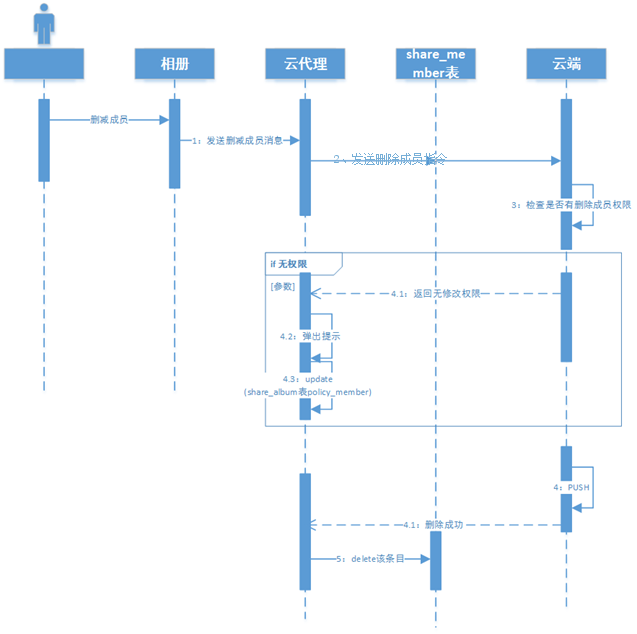 相册
云代理
share_me
mber表
云端
删减成员
1：发送删减成员消息
2、发送删除成员指令
3：检查是否有删除成员权限
if 无权限
[参数]
4.1：返回无修改权限
4.2：弹出提示
4.3：update
(share_album表policy_member)
4：PUSH
4.1：删除成功
5：delete该条目